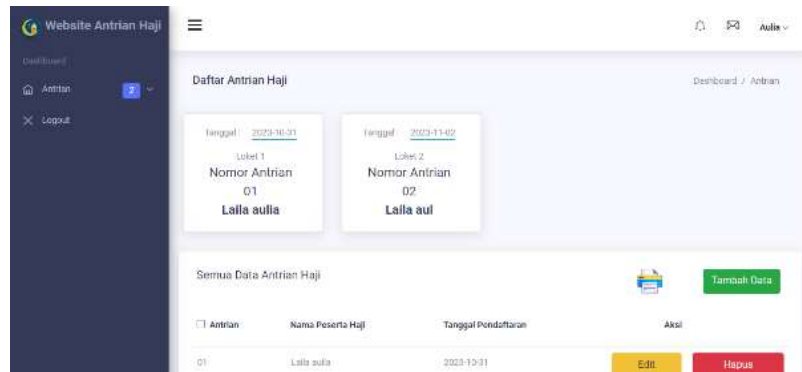 Website Antrian Haji
Aulia
Dashboard
Antrian 2
Logout
Daftar Antrian Haji
Dashboard / Antrian
Tanggal : 2023-10-31
Loket 1
Nomor Antrian
01
Laila aulia
Tanggal 2023-11-02
Loket 2
Nomor Antrian
02
Laila aul
Semua Data Antrian Haji
Tambah Data
Antrian Nama Peserta Haji Tanggal Pendaftaran Aksi
01 Laila aulia 2023-10-31 Edit Hapus